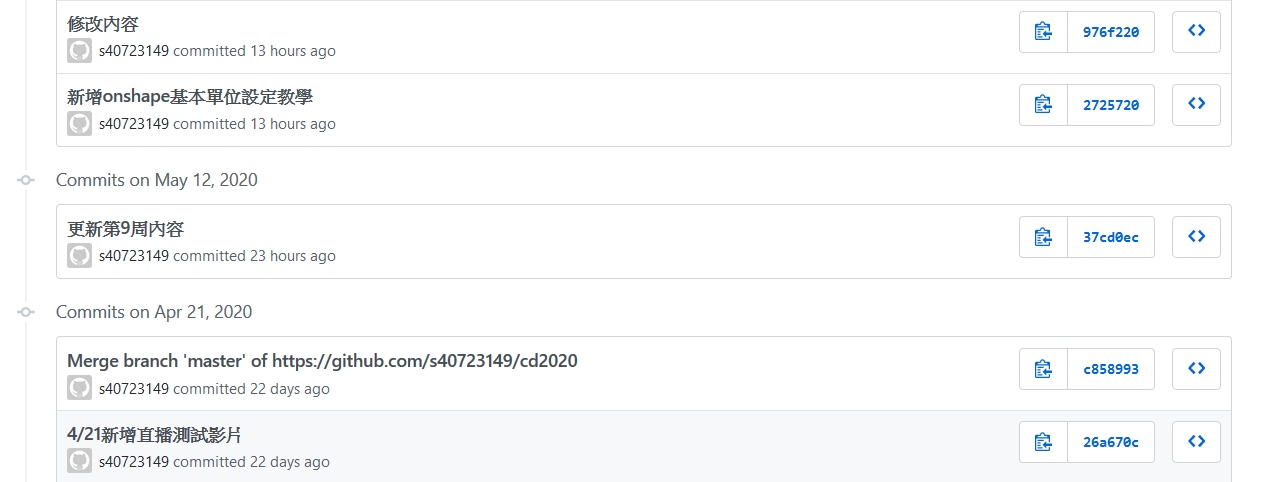 修改內容
s40723149 committed 13 hours ago
976f220
新增onshape基本單位設定教學
s40723149 committed 13 hours ago
2725720
Commits on May 12, 2020
更新第9周內容
s40723149 committed 23 hours ago
37cd0ec
Commits on Apr 21, 2020
Merge branch 'master' of https://github.com/s40723149/cd2020
s40723149 committed 22 days ago
c858993
4/21新增直播測試影片
s40723149 committed 22 days ago
26a670c